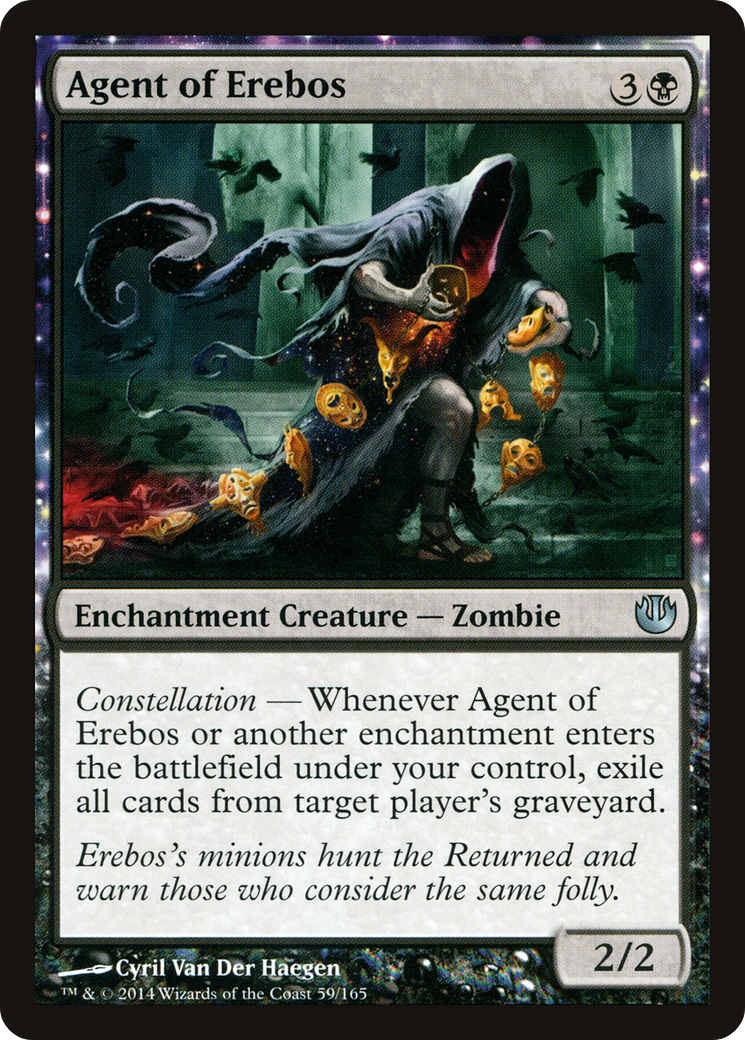 Agent of Erebos 3
Enchantment Creature — Zombie
Constellation — Whenever Agent of
Erebos or another enchantment enters
the battlefield under your control, exile
all cards from target player's graveyard.
Erebos's minions hunt the Returned and
warn those who consider the same folly.
2/2
Cyril Van Der Haegen
™ & © 2014 Wizards of the Coast 59/165